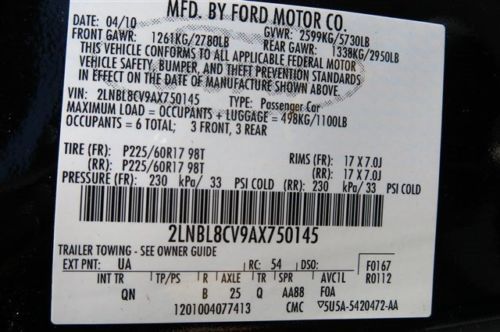 MFD. BY FORD MOTOR CO.
DATE: 04/10 GVWR: 2599KG/5730LB
FRONT GAWR: 1261KG/2780LB REAR GAWR: 1338KG/2950LB
THIS VEHICLE CONFORMS TO ALL APPLICABLE FEDERAL MOTOR
VEHICLE SAFETY, BUMPER, AND THEFT PREVENTION STANDARDS
IN EFFECT ON THE DATE OF MANUFACTURE SHOWN ABOVE.
VIN: 2LNBL8CV9AX750145 TYPE: Passenger Car
MAXIMUM LOAD = OCCUPANTS + LUGGAGE = 498KG/1100LB
OCCUPANTS = 6 TOTAL; 3 FRONT, 3 REAR
TIRE (FR): P225/60R17 98T RIMS (FR): 17 X 7.0J
(RR): P225/60R17 98T (RR): 17 X 7.0J
PRESSURE (FR): 230 kPa/ 33 PSI COLD (RR): 230 kPa/ 33 PSI COLD
2LNBL8CV9AX750145
TRAILER TOWING - SEE OWNER GUIDE
EXT PNT: UA RC: 54 DSO: F0167
INT TR TP/PS R AXLE TR SPR AVC1L R0112
QN B 25 Q AA88 FOA
1201004077413 CMC 5U5A-5420472-AA